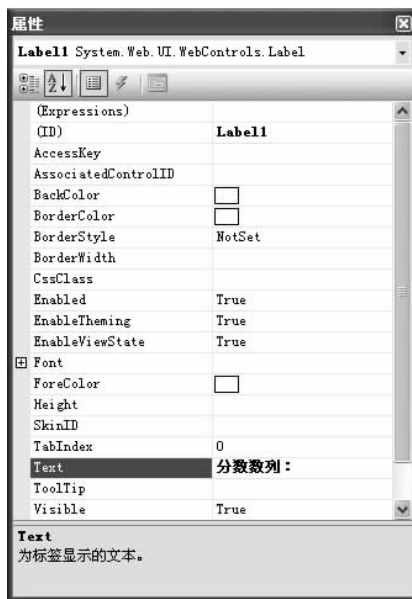 属性
Label1 System.Web.UI.WebControls.Label
(Expressions)
(ID) Label1
AccessKey
AssociatedControlID
BackColor
BorderColor
BorderStyle NotSet
BorderWidth
CssClass
Enabled True
EnableTheming True
EnableViewState True
Font
ForeColor
Height
SkinID
TabIndex 0
Text 分数数列：
ToolTip
Visible True
Text
为标签显示的文本。